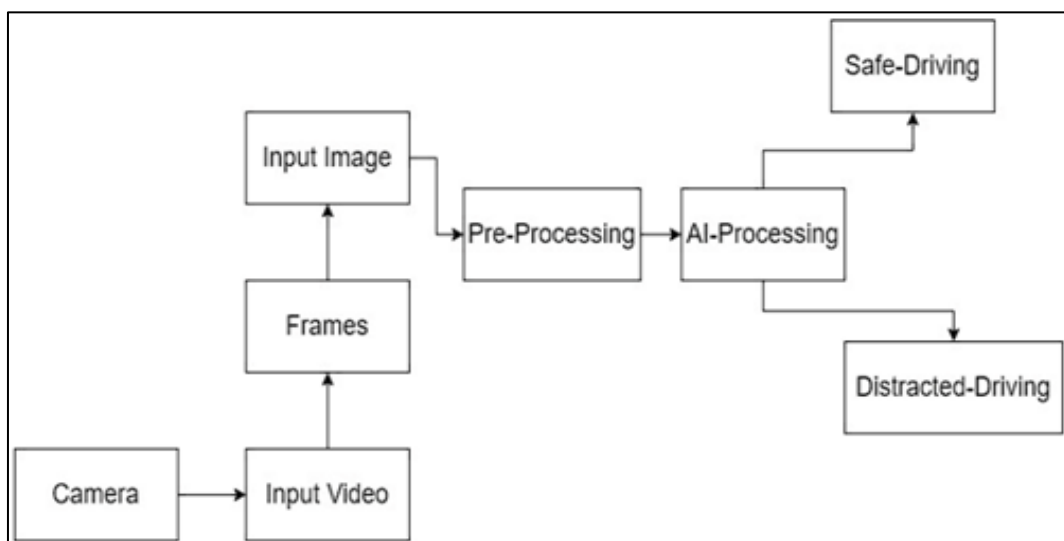 Safe-Driving
Input Image
Pre-Processing
AI-Processing
Frames
Distracted-Driving
Camera
Input Video